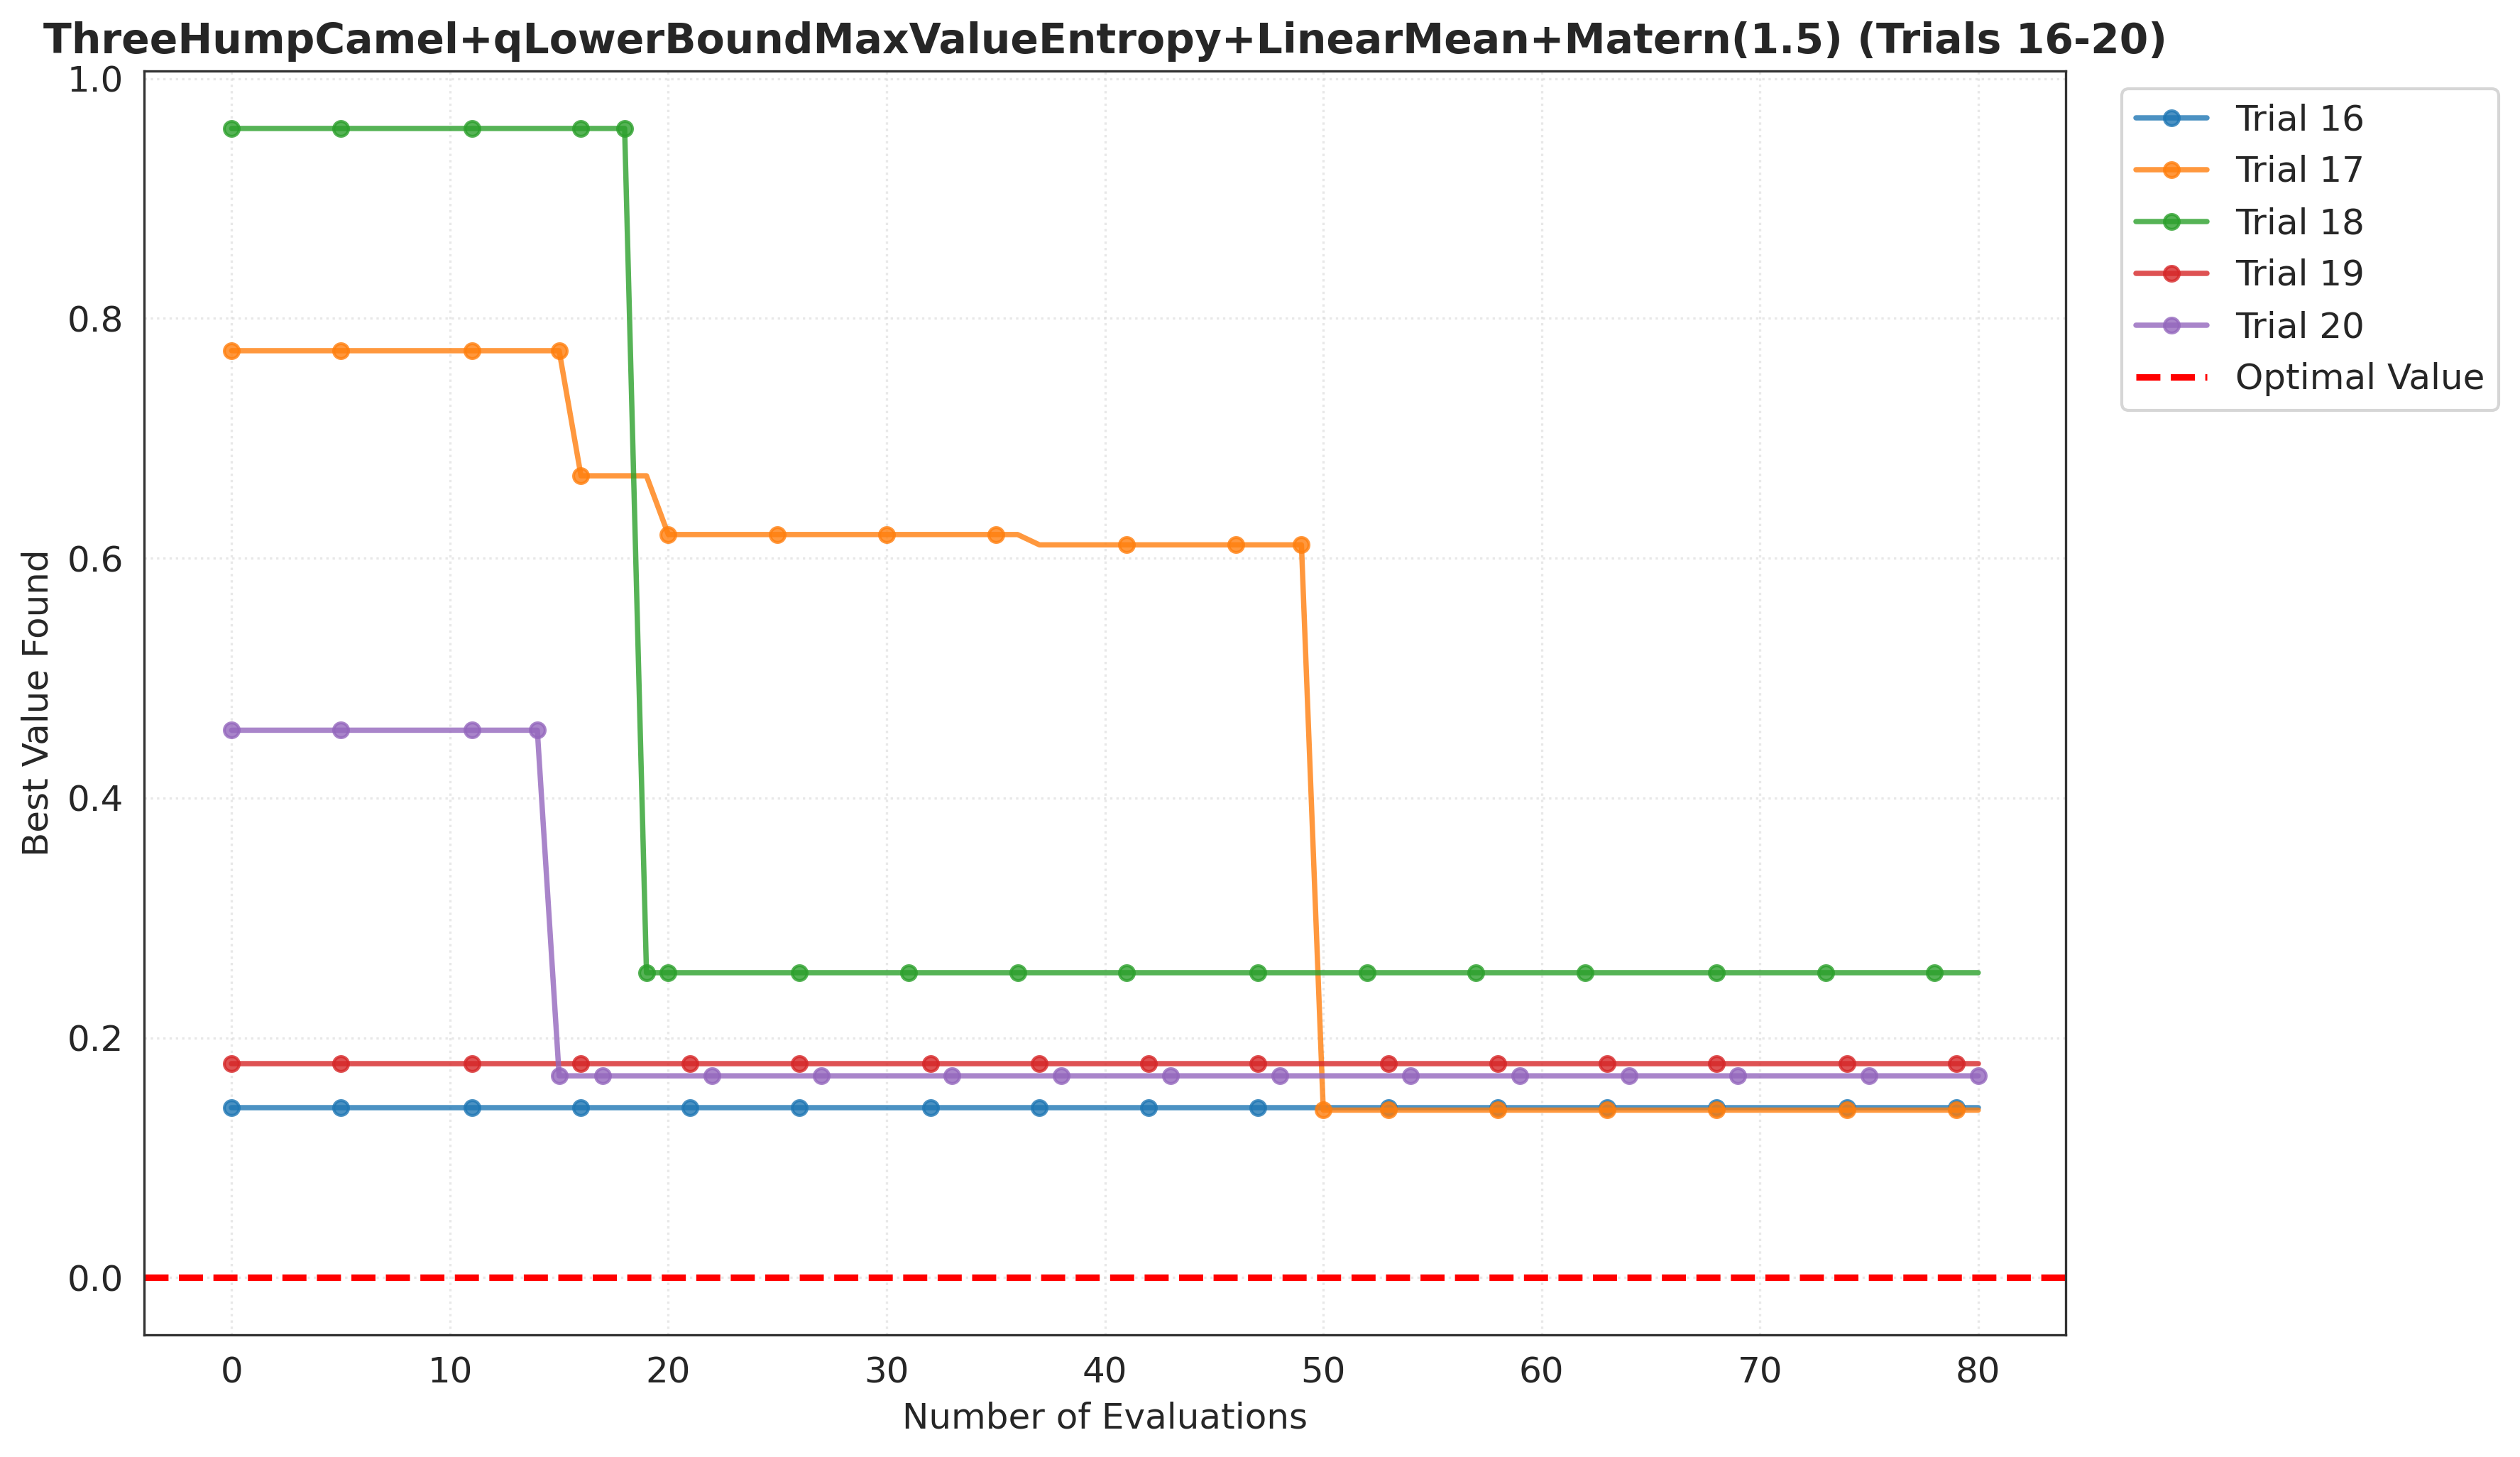 ThreeHumpCamel+qLowerBoundMaxValueEntropy+LinearMean+Matern(1.5) (Trials 16-20)
1.0
0.8
0.6
0.4
0.2
0.0
Best Value Found
0 10 20 30 40 50 60 70 80
Number of Evaluations
Trial 16
Trial 17
Trial 18
Trial 19
Trial 20
Optimal Value